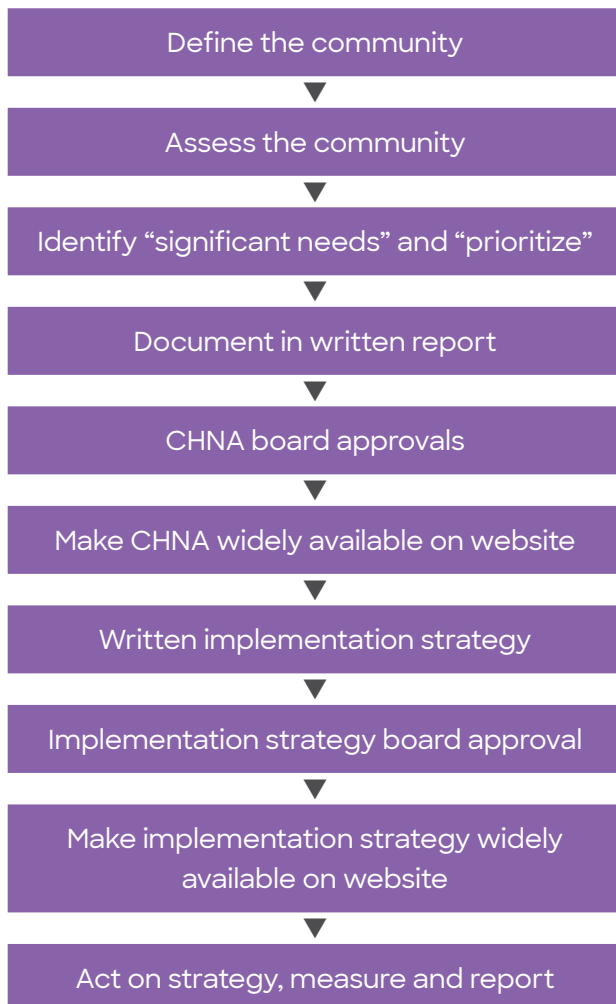 Define the community
Assess the community
Identify “significant needs” and “prioritize”
Document in written report
CHNA board approvals
Make CHNA widely available on website
Written implementation strategy
Implementation strategy board approval
Make implementation strategy widely
available on website
Act on strategy, measure and report